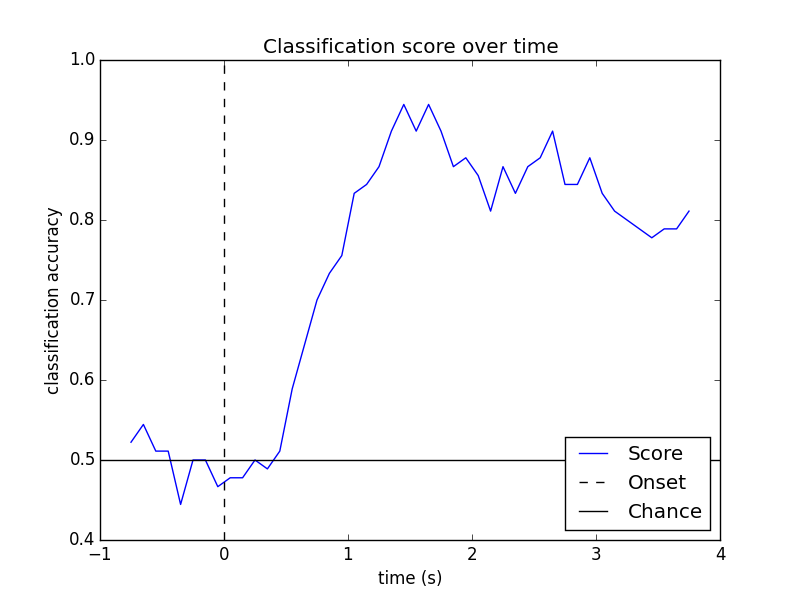 Classification score over time
1.0
0.9
0.8
0.7
0.6
0.5
0.4
classification accuracy
Score
Onset
Chance
−1
0
1
2
3
4
time (s)